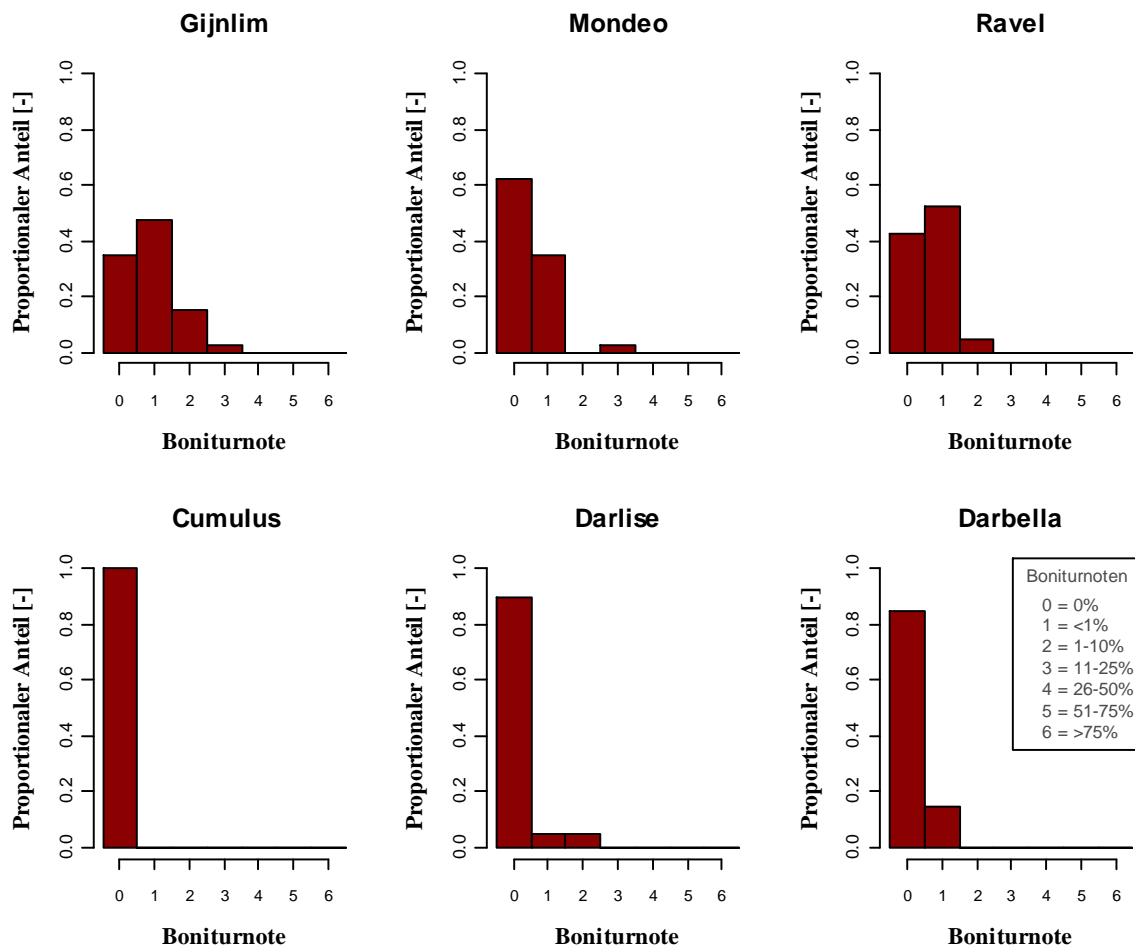 Gijnlim
Proportionaler Anteil [-]
0.0 0.2 0.4 0.6 0.8 1.0
0 1 2 3 4 5 6
Boniturnote
Mondeo
Proportionaler Anteil [-]
0.0 0.2 0.4 0.6 0.8 1.0
0 1 2 3 4 5 6
Boniturnote
Ravel
Proportionaler Anteil [-]
0.0 0.2 0.4 0.6 0.8 1.0
0 1 2 3 4 5 6
Boniturnote
Cumulus
Proportionaler Anteil [-]
0.0 0.2 0.4 0.6 0.8 1.0
0 1 2 3 4 5 6
Boniturnote
Darlise
Proportionaler Anteil [-]
0.0 0.2 0.4 0.6 0.8 1.0
0 1 2 3 4 5 6
Boniturnote
Darbella
Proportionaler Anteil [-]
0.0 0.2 0.4 0.6 0.8 1.0
0 1 2 3 4 5 6
Boniturnote
Boniturnoten
0 = 0%
1 = <1%
2 = 1-10%
3 = 11-25%
4 = 26-50%
5 = 51-75%
6 = >75%